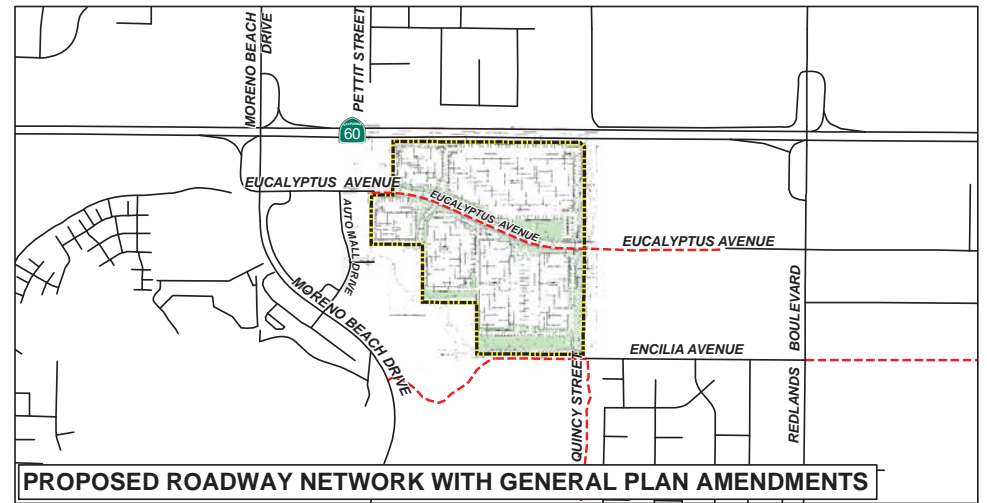 MORENO BEACH
DRIVE
PETTIT STREET
CALIFORNIA
60
EUCALYPTUS AVENUE
EUCALYPTUS AVENUE
AUTO MALL DRIVE
EUCALYPTUS AVENUE
MORENO BEACH DRIVE
REDLANDS BOULEVARD
ENCILIA AVENUE
QUINCY STREET
PROPOSED ROADWAY NETWORK WITH GENERAL PLAN AMENDMENTS